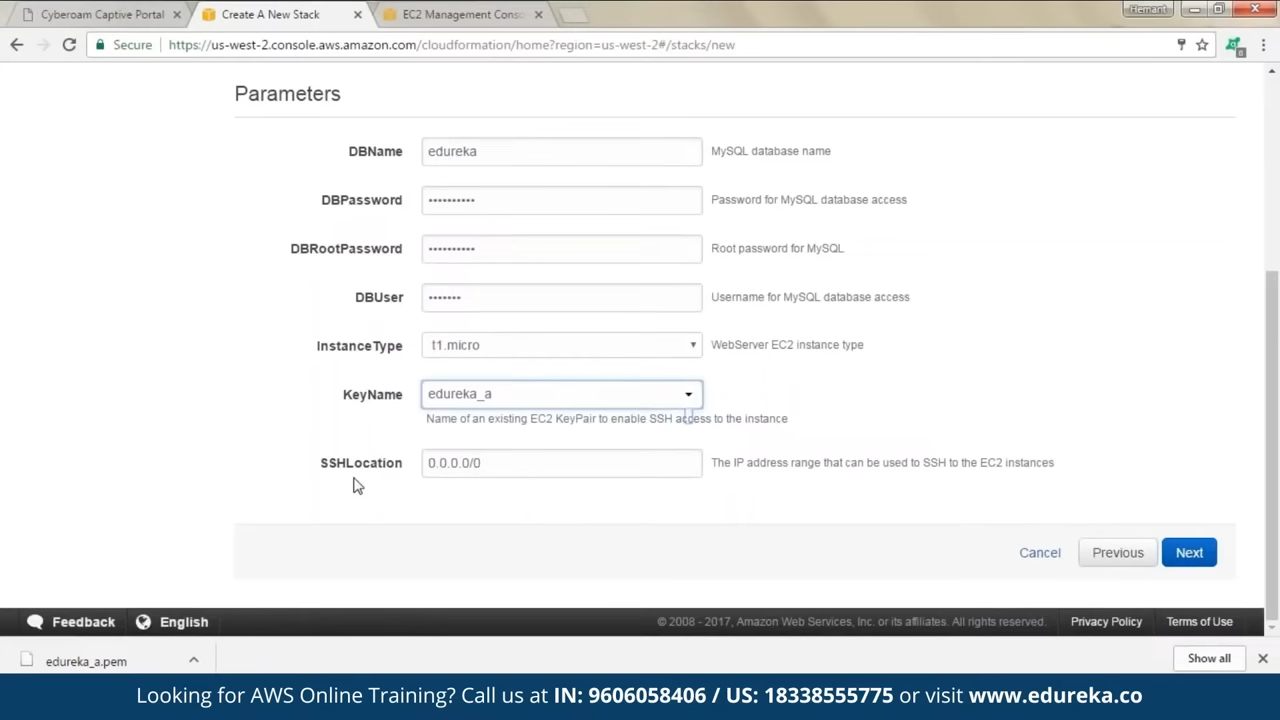 Cyberoam Captive Portal
Create A New Stack
EC2 Management Conso
Hemant
Secure
https://us-west-2.console.aws.amazon.com/cloudformation/home?region=us-west-2#/stacks/new
Parameters
DBName edureka MySQL database name
DBPassword •••••••••• Password for MySQL database access
DBRootPassword •••••••••• Root password for MySQL
DBUser ••••••• Username for MySQL database access
InstanceType t1.micro WebServer EC2 instance type
KeyName edureka_a
Name of an existing EC2 KeyPair to enable SSH access to the instance
SSHLocation 0.0.0.0/0 The IP address range that can be used to SSH to the EC2 instances
Cancel Previous Next
Feedback English © 2008 - 2017, Amazon Web Services, Inc. or its affiliates. All rights reserved. Privacy Policy Terms of Use
edureka_a.pem Show all
Looking for AWS Online Training? Call us at IN: 9606058406 / US: 18338555775 or visit www.edureka.co